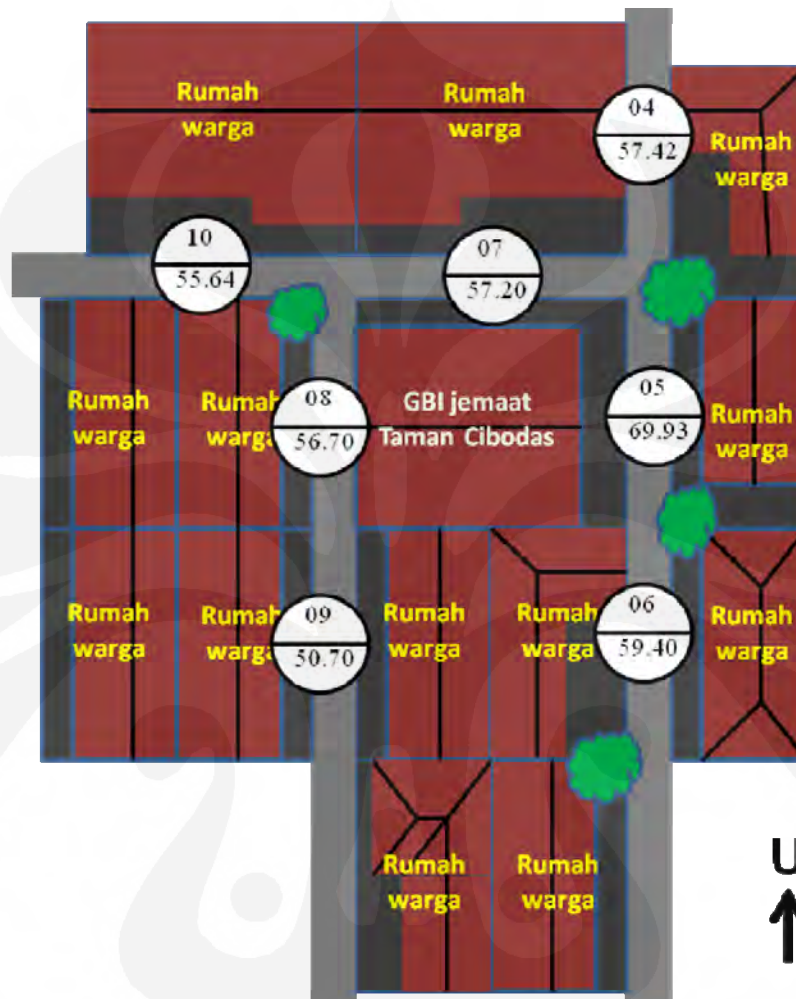 Rumah
warga
Rumah
warga
04
57.42
Rumah
warga
10
55.64
07
57.20
Rumah
warga
Rumah
warga
08
56.70
GBI jemaat
Taman Cibodas
05
69.93
Rumah
warga
Rumah
warga
Rumah
warga
09
50.70
Rumah
warga
Rumah
warga
06
59.40
Rumah
warga
Rumah
warga
Rumah
warga
U